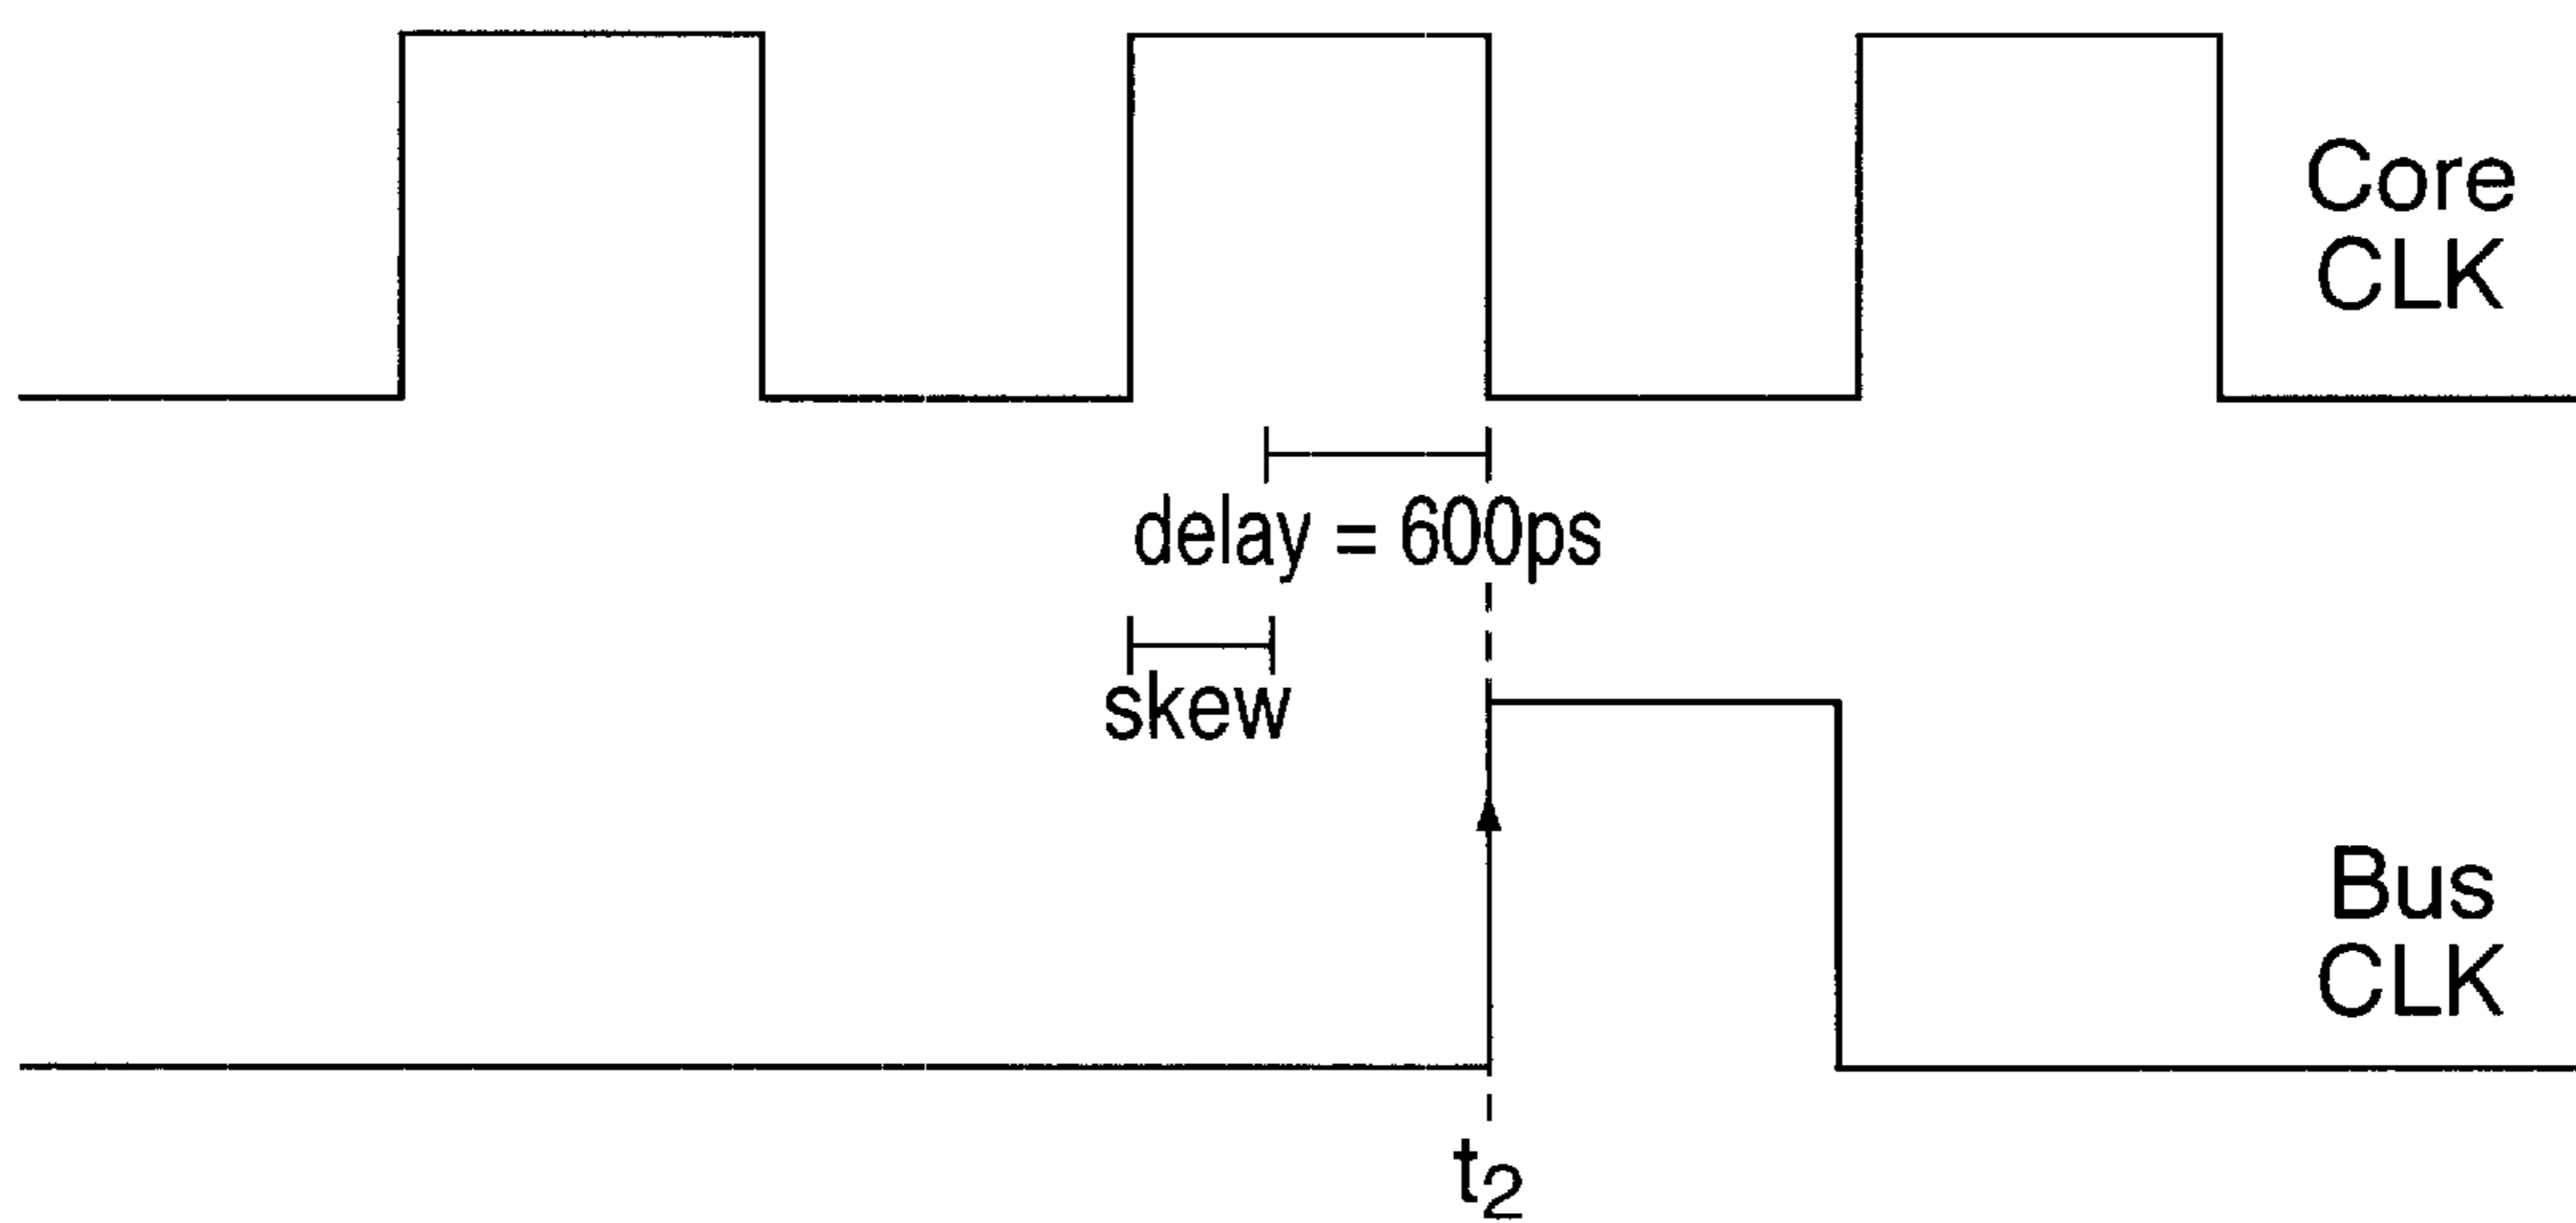 Core
CLK
delay = 600ps
skew
Bus
CLK
t₂